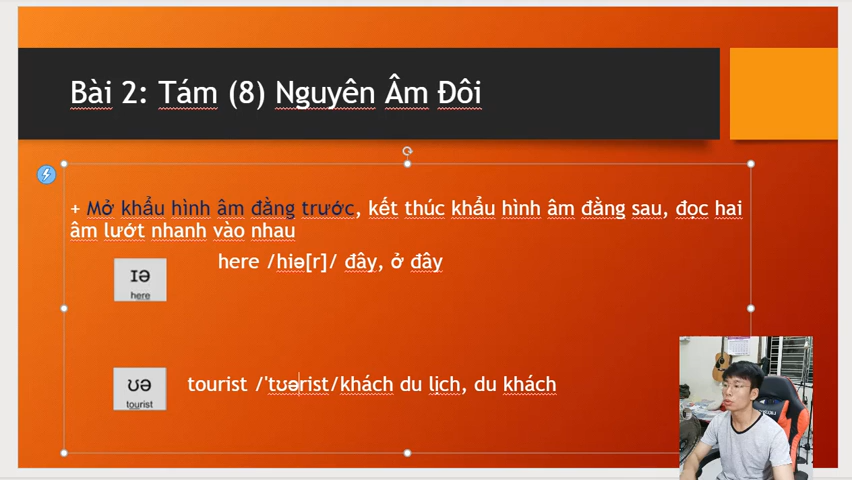 Bài 2: Tám (8) Nguyên Âm Đôi
+ Mở khẩu hình âm đằng trước, kết thúc khẩu hình âm đằng sau, đọc hai
âm lướt nhanh vào nhau
here /hiə[r]/ đây, ở đây
ɪə
here
ʊə
tourist
tourist /'tʊərist/khách du lịch, du khách